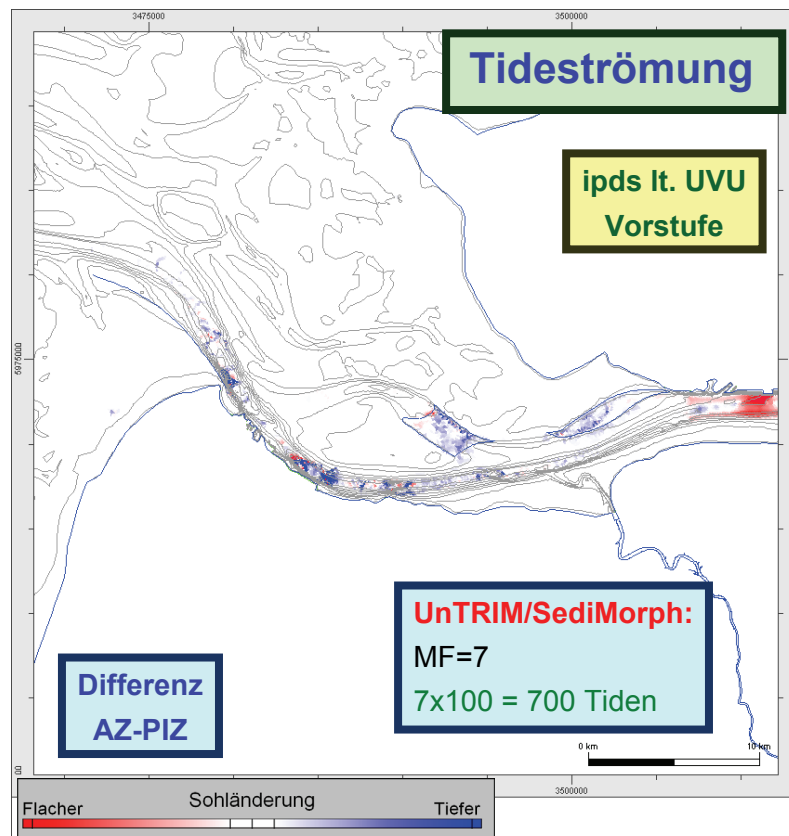 3475000
3500000
Tideströmung
ipds lt. UVU
Vorstufe
5975000
UnTRIM/SediMorph:
MF=7
7x100 = 700 Tiden
Differenz
AZ-PIZ
0 km
10 km
00
3500000
Sohländerung
Flacher
Tiefer